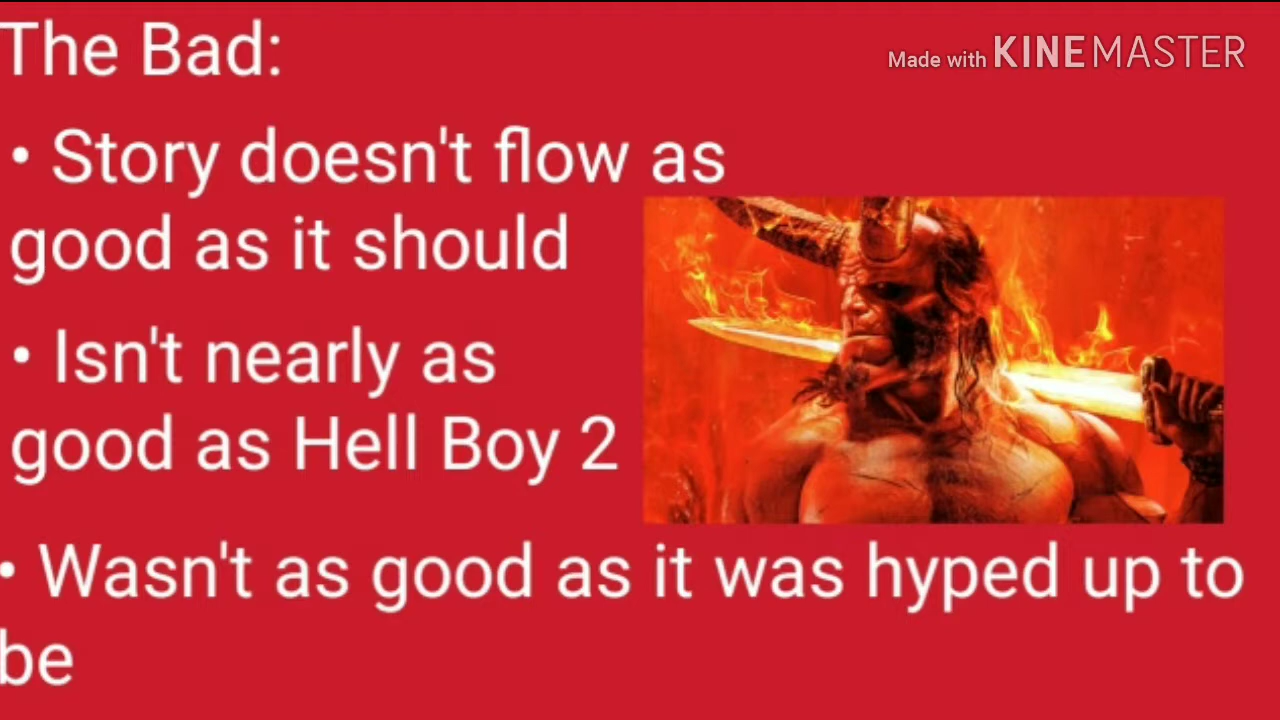 The Bad:
Made with KINEMASTER
• Story doesn't flow as
good as it should
• Isn't nearly as
good as Hell Boy 2
• Wasn't as good as it was hyped up to
be